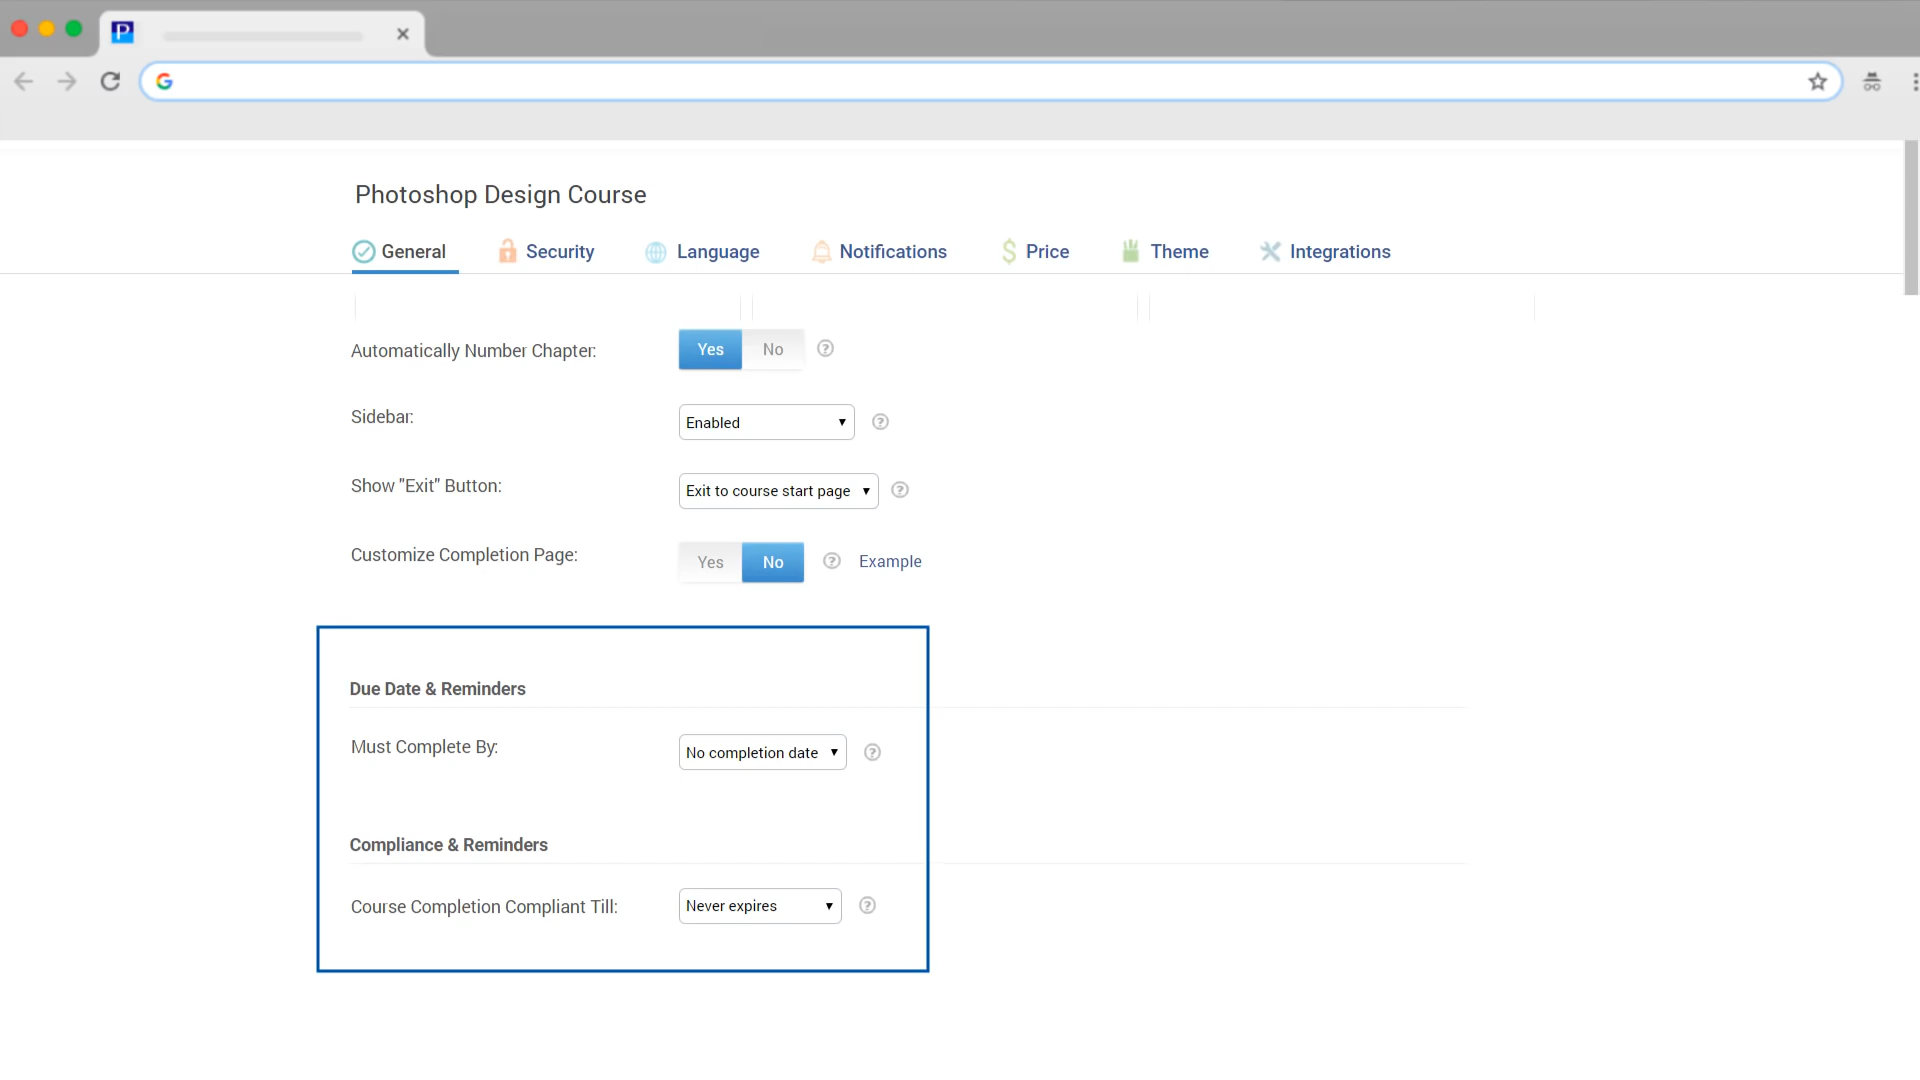 P
Photoshop Design Course
General Security Language Notifications Price Theme Integrations
Automatically Number Chapter: Yes No ?
Sidebar: Enabled ?
Show "Exit" Button: Exit to course start page ?
Customize Completion Page: Yes No ? Example
Due Date & Reminders
Must Complete By: No completion date ?
Compliance & Reminders
Course Completion Compliant Till: Never expires ?